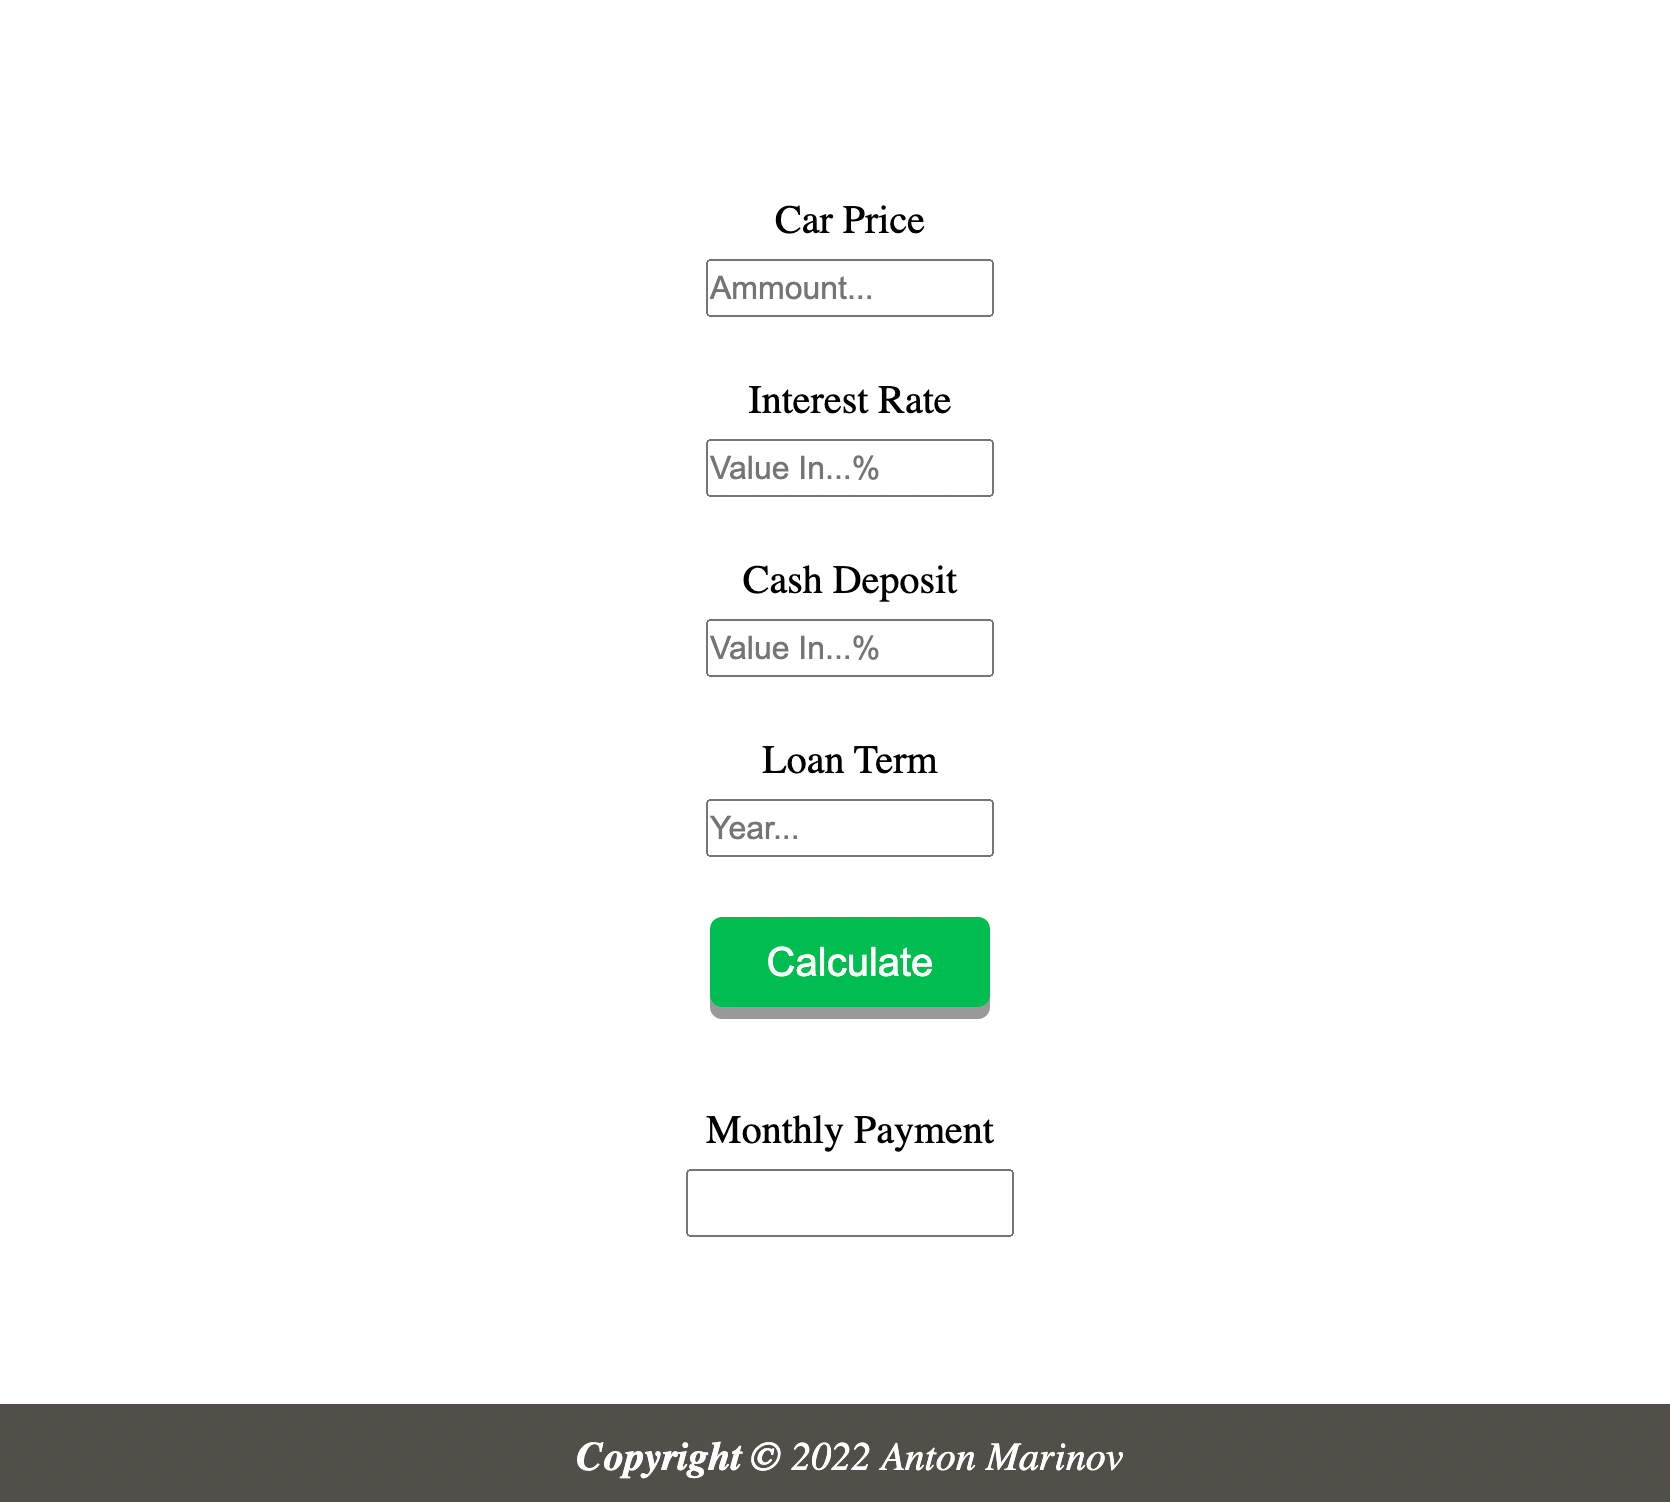 Car Price
Ammount...
Interest Rate
Value In...%
Cash Deposit
Value In...%
Loan Term
Year...
Calculate
Monthly Payment
Copyright © 2022 Anton Marinov